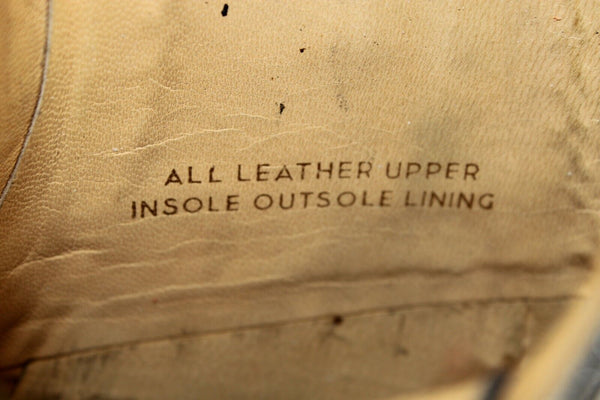 ALL LEATHER UPPER
INSOLE OUTSOLE LINING